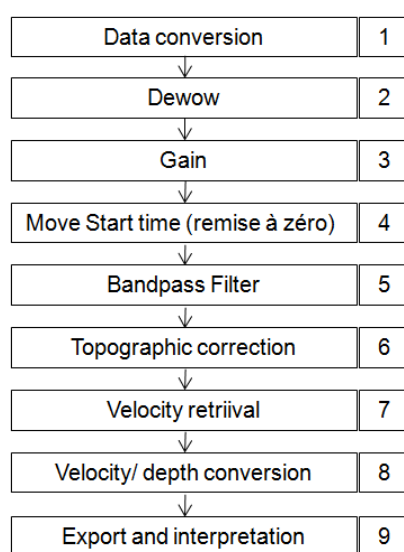 Data conversion 1
Dewow 2
Gain 3
Move Start time (remise à zéro) 4
Bandpass Filter 5
Topographic correction 6
Velocity retriival 7
Velocity/ depth conversion 8
Export and interpretation 9